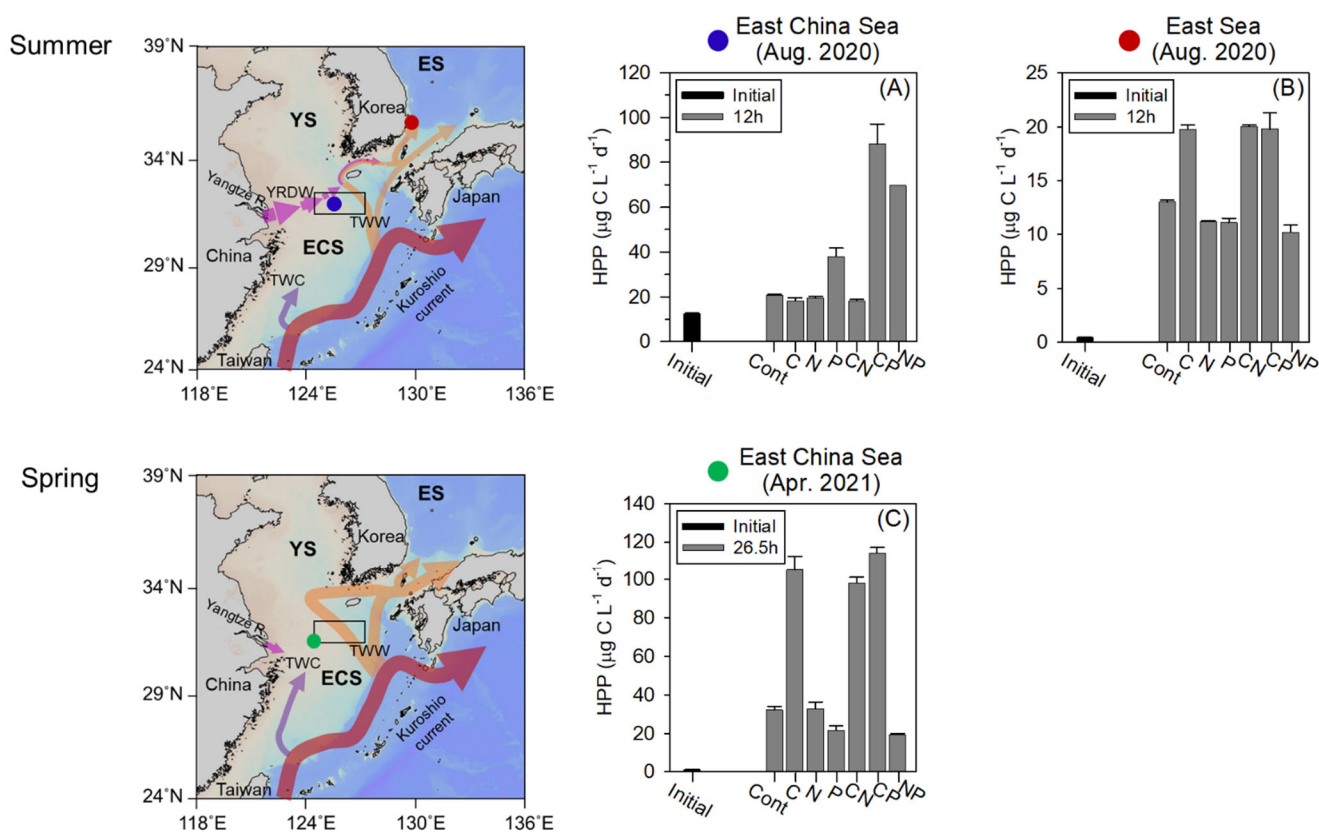 Summer
39°N
34°N
29°N
24°N
118°E
124°E
130°E
136°E
ES
Korea
YS
Yangtze R.
YRDW
Japan
TWW
China
ECS
TWC
Kuroshio
current
Taiwan
East China Sea
(Aug. 2020)
(A)
Initial
12h
HPP (µg C L⁻¹ d⁻¹)
120
100
80
60
40
20
0
Initial
Cont
C
N
P
CN
CP
NP
East Sea
(Aug. 2020)
(B)
Initial
12h
HPP (µg C L⁻¹ d⁻¹)
25
20
15
10
5
0
Initial
Cont
C
N
P
CN
CP
NP
Spring
39°N
34°N
29°N
24°N
118°E
124°E
130°E
136°E
ES
Korea
YS
Yangtze R.
Japan
TWW
TWC
China
ECS
Kuroshio
current
Taiwan
East China Sea
(Apr. 2021)
(C)
Initial
26.5h
HPP (µg C L⁻¹ d⁻¹)
140
120
100
80
60
40
20
0
Initial
Cont
C
N
P
CN
CP
NP